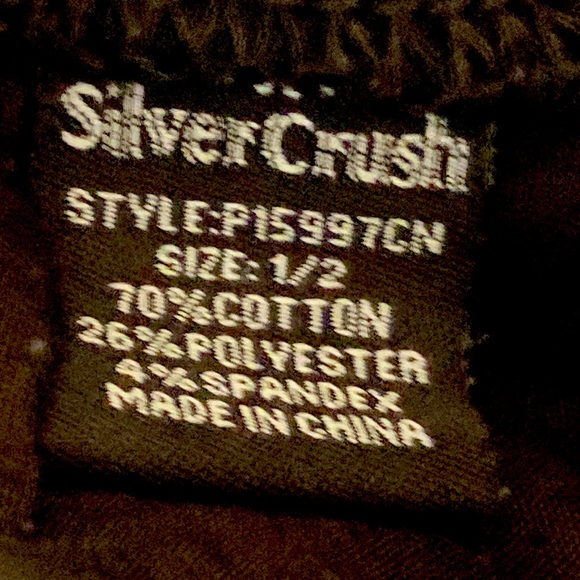 SilverCrush
STYLE:P15997CN
SIZE: 1/2
70%COTTON
26%POLYESTER
4%SPANDEX
MADE IN CHINA